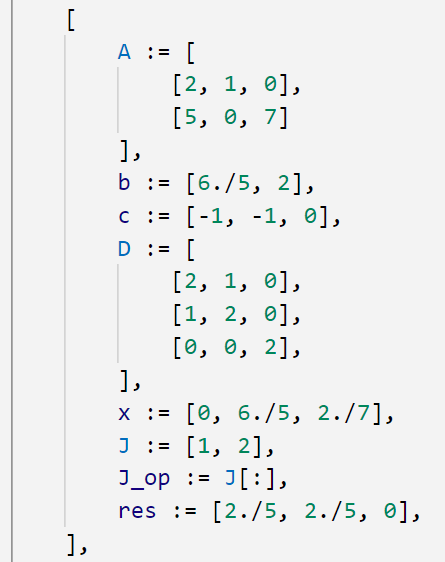 [
A := [
[2, 1, 0],
[5, 0, 7]
],
b := [6./5, 2],
c := [-1, -1, 0],
D := [
[2, 1, 0],
[1, 2, 0],
[0, 0, 2],
],
x := [0, 6./5, 2./7],
J := [1, 2],
J_op := J[:],
res := [2./5, 2./5, 0],
],